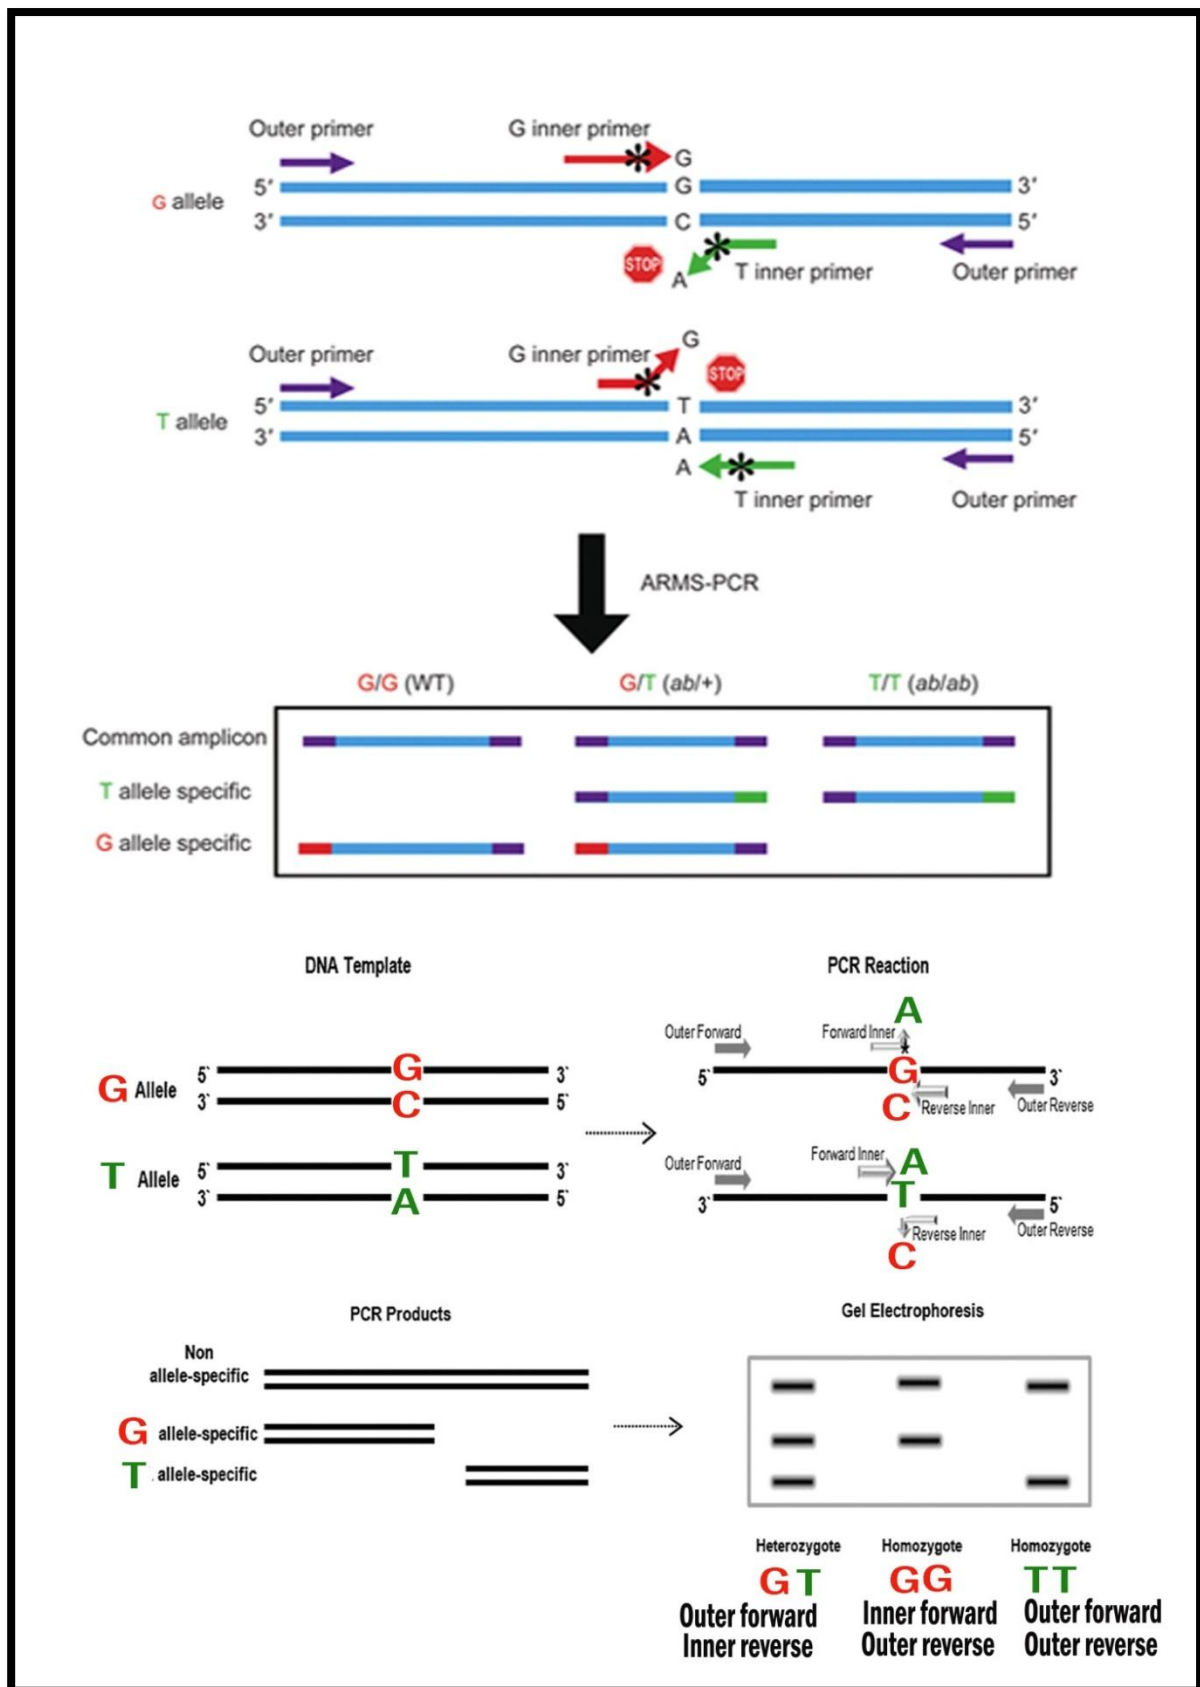 Outer primer G inner primer
G
5′ G 3′
G allele
3′ C 5′
STOP A T inner primer Outer primer
Outer primer G inner primer G
STOP
5′ T 3′
T allele
3′ A 5′
A
T inner primer Outer primer
ARMS-PCR
G/G (WT) G/T (ab/+) T/T (ab/ab)
Common amplicon
T allele specific
G allele specific
DNA Template PCR Reaction
G Allele
5` G 3`
3` C 5`
T Allele
5` T 3`
3` A 5`
A
Outer Forward Forward Inner
5` G 3`
C Reverse Inner Outer Reverse
Outer Forward Forward Inner A
3` T 5`
Reverse Inner Outer Reverse
C
PCR Products Gel Electrophoresis
Non
allele-specific
G allele-specific
T . allele-specific
Heterozygote Homozygote Homozygote
GT GG TT
Outer forward Inner forward Outer forward
Inner reverse Outer reverse Outer reverse